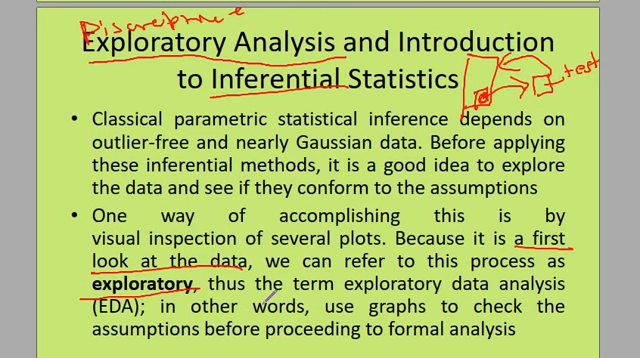 Exploratory Analysis and Introduction
to Inferential Statistics
test
• Classical parametric statistical inference depends on
outlier-free and nearly Gaussian data. Before applying
these inferential methods, it is a good idea to explore
the data and see if they conform to the assumptions
• One way of accomplishing this is by
visual inspection of several plots. Because it is a first
look at the data, we can refer to this process as
exploratory, thus the term exploratory data analysis
(EDA); in other words, use graphs to check the
assumptions before proceeding to formal analysis